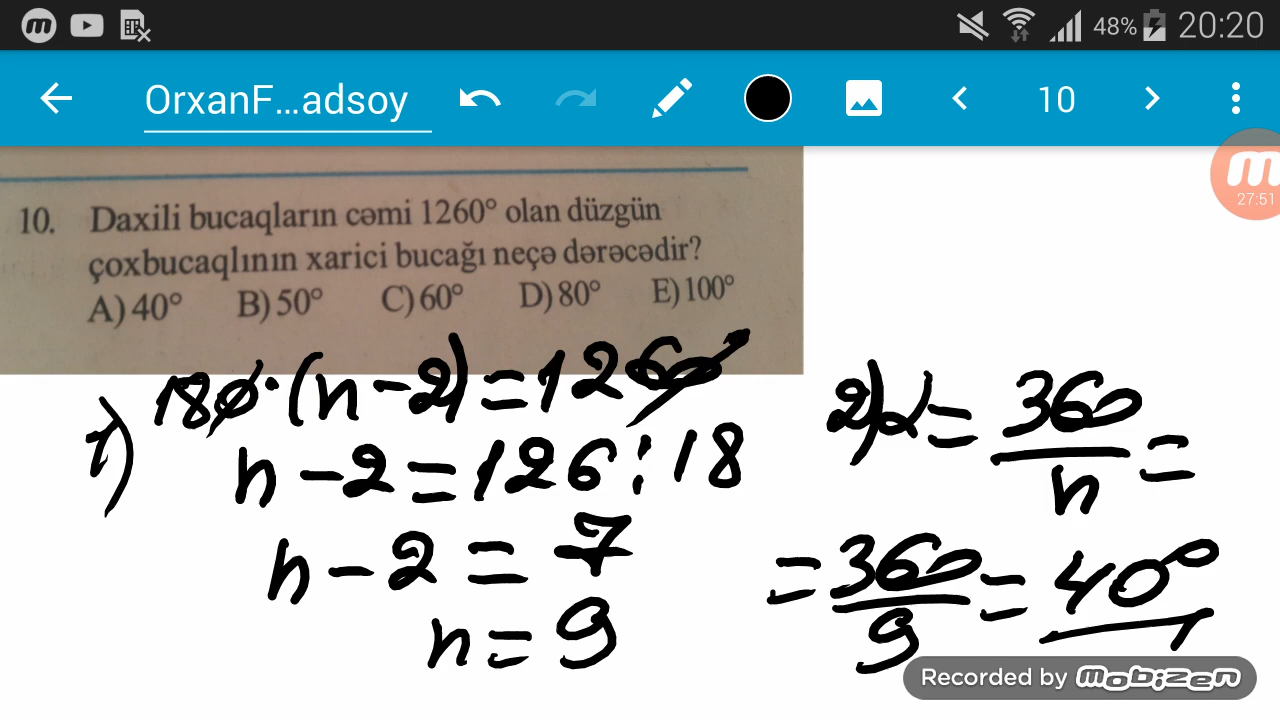 48% 20:20
OrxanF...adsoy 10
27:51
10. Daxili bucaqların cəmi 1260° olan düzgün
çoxbucaqlının xarici bucağı neçə dərəcədir?
A) 40° B) 50° C) 60° D) 80° E) 100°
1) 180·(n-2)=1260
n-2=126:18
n-2=7
n=9
2) α=360/n=
=360/9=40°
Recorded by mobizen